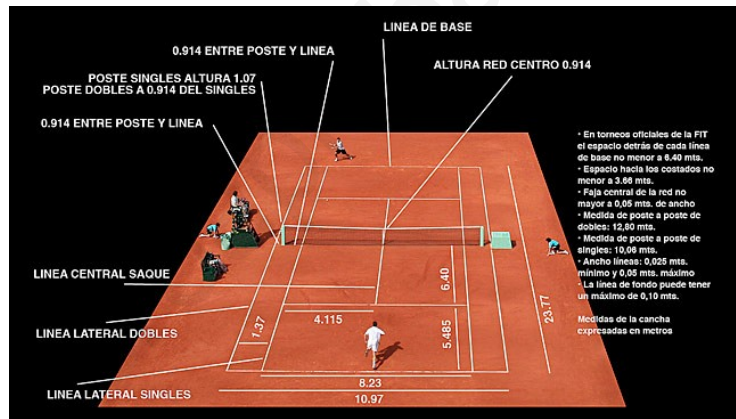 LINEA DE BASE
0.914 ENTRE POSTE Y LINEA
ALTURA RED CENTRO 0.914
POSTE SINGLES ALTURA 1.07
POSTE DOBLES A 0.914 DEL SINGLES
0.914 ENTRE POSTE Y LINEA
• En torneos oficiales de la FIT
el espacio detrás de cada línea
de base no menor a 6.40 mts.
• Espacio hacia los costados no
menor a 3.66 mts.
• Faja central de la red no
mayor a 0,05 mts. de ancho
• Medida de poste a poste de
dobles: 12,80 mts.
• Medida de poste a poste de
singles: 10,06 mts.
• Ancho líneas: 0,025 mts.
mínimo y 0,05 mts. máximo
• La línea de fondo puede tener
un máximo de 0,10 mts.
Medidas de la cancha
expresadas en metros
LINEA CENTRAL SAQUE
6.40
23.77
4.115
5.485
1.37
LINEA LATERAL DOBLES
LINEA LATERAL SINGLES
8.23
10.97